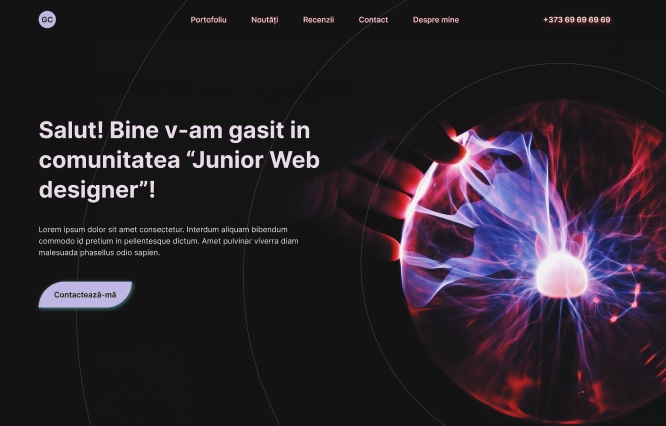 GC
Portofoliu Noutăți Recenzii Contact Despre mine +373 69 69 69 69
Salut! Bine v-am gasit in
comunitatea “Junior Web
designer”!
Lorem ipsum dolor sit amet consectetur. Interdum aliquam bibendum
commodo id pretium in pellentesque dictum. Amet pulvinar viverra diam
malesuada phasellus odio sapien.
Contactează-mă